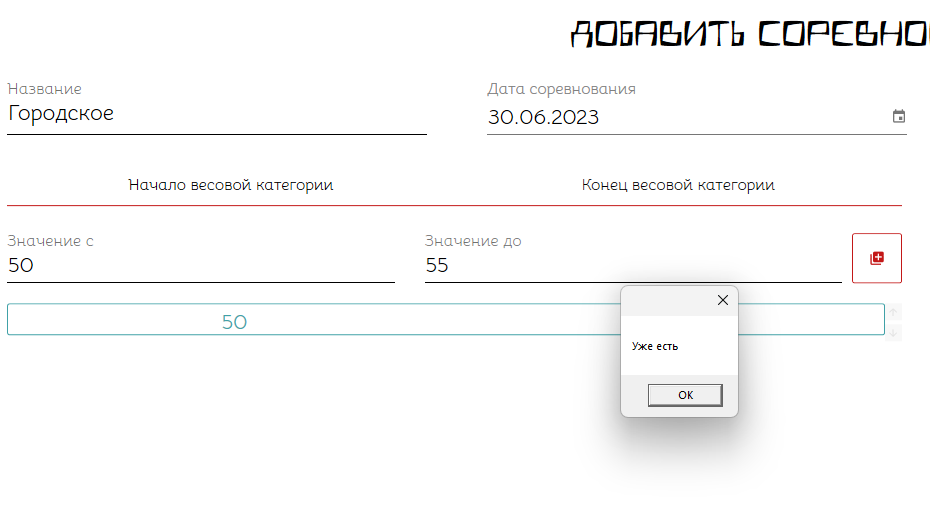 ДОБАВИТЬ СОРЕВНО
Название
Дата соревнования
Городское
30.06.2023
Начало весовой категории
Конец весовой категории
Значение с
Значение до
50
55
50
Уже есть
OK